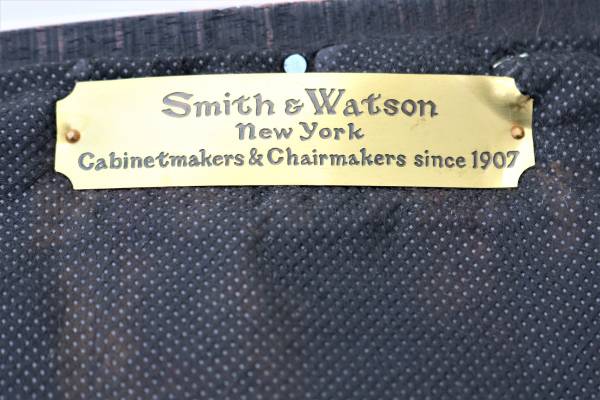 Smith & Watson
New York
Cabinetmakers & Chairmakers since 1907